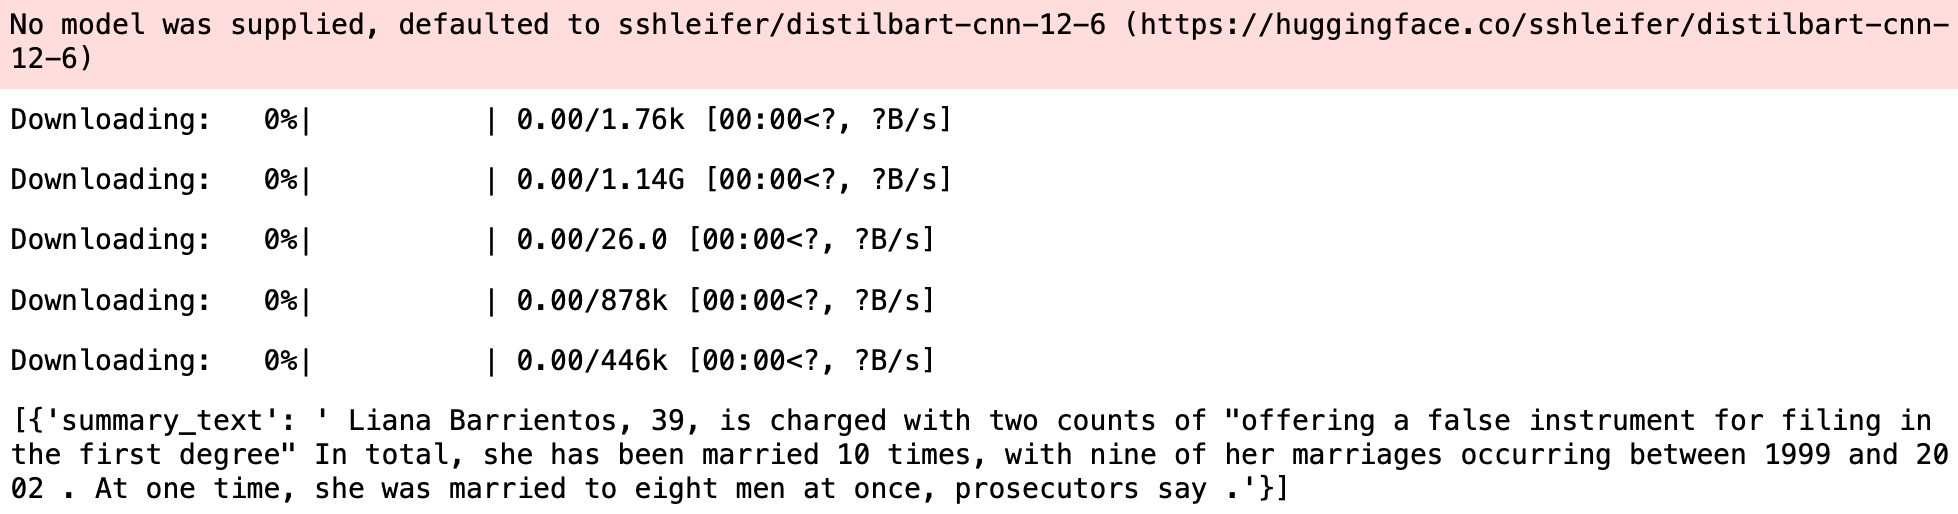 No model was supplied, defaulted to sshleifer/distilbart-cnn-12-6 (https://huggingface.co/sshleifer/distilbart-cnn-
12-6)
Downloading:   0%|          | 0.00/1.76k [00:00<?, ?B/s]
Downloading:   0%|          | 0.00/1.14G [00:00<?, ?B/s]
Downloading:   0%|          | 0.00/26.0 [00:00<?, ?B/s]
Downloading:   0%|          | 0.00/878k [00:00<?, ?B/s]
Downloading:   0%|          | 0.00/446k [00:00<?, ?B/s]
[{'summary_text': ' Liana Barrientos, 39, is charged with two counts of "offering a false instrument for filing in
the first degree" In total, she has been married 10 times, with nine of her marriages occurring between 1999 and 20
02 . At one time, she was married to eight men at once, prosecutors say .'}]